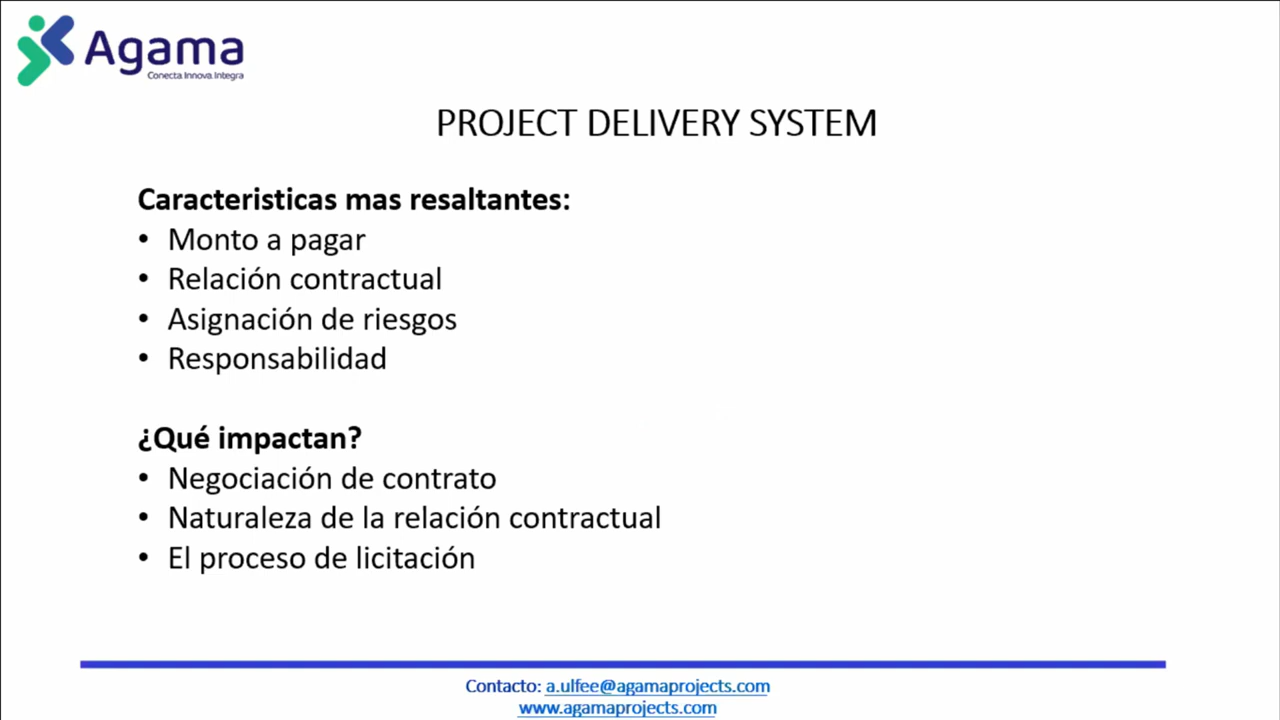 Agama
Conecta.Innova.Integra
PROJECT DELIVERY SYSTEM
Caracteristicas mas resaltantes:
• Monto a pagar
• Relación contractual
• Asignación de riesgos
• Responsabilidad
¿Qué impactan?
• Negociación de contrato
• Naturaleza de la relación contractual
• El proceso de licitación
Contacto: a.ulfee@agamaprojects.com
www.agamaprojects.com